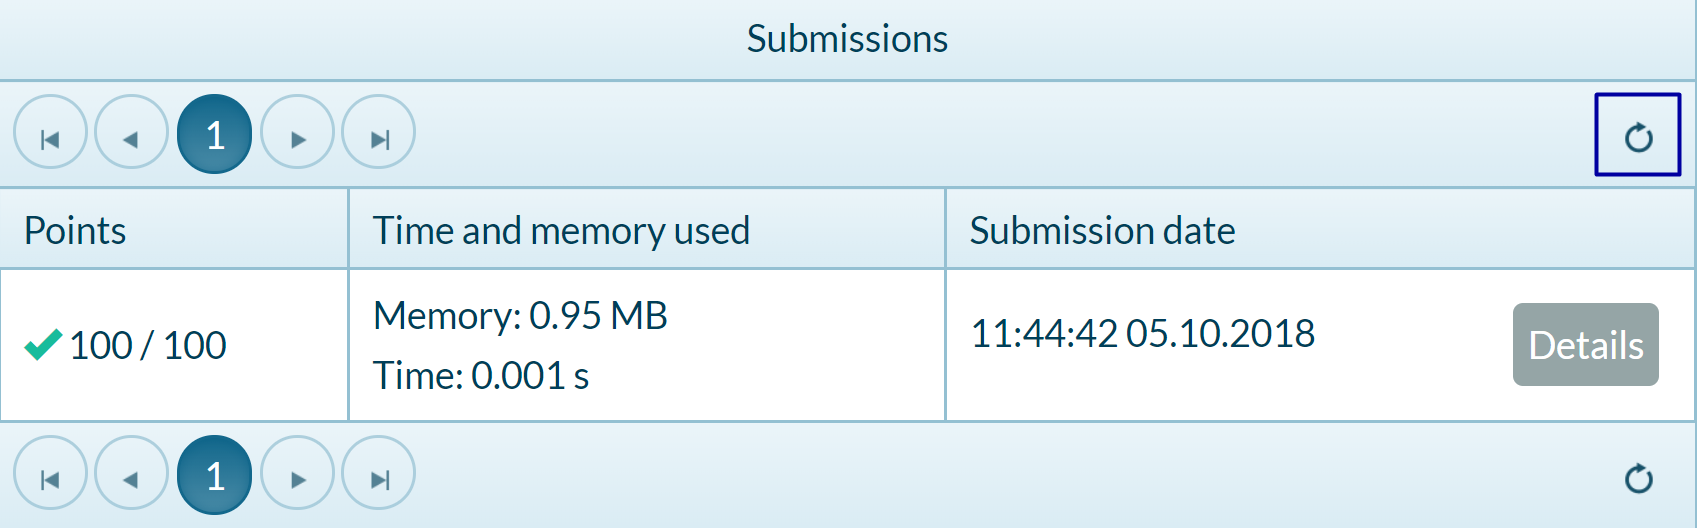 Submissions
1
Points
Time and memory used
Submission date
100 / 100
Memory: 0.95 MB
Time: 0.001 s
11:44:42 05.10.2018
Details
1